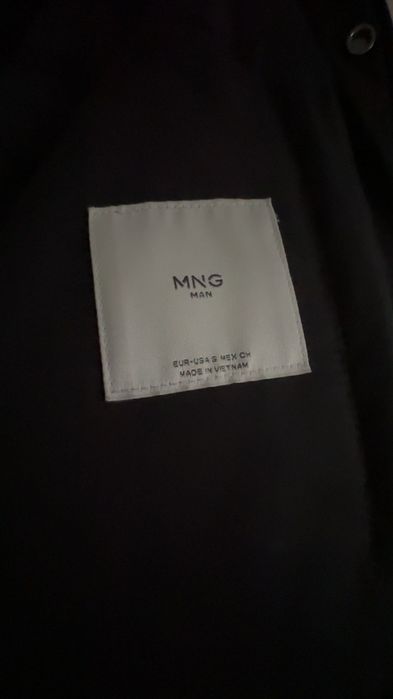 MNG
MAN
EUR-USA S MEX CH
MADE IN VIETNAM